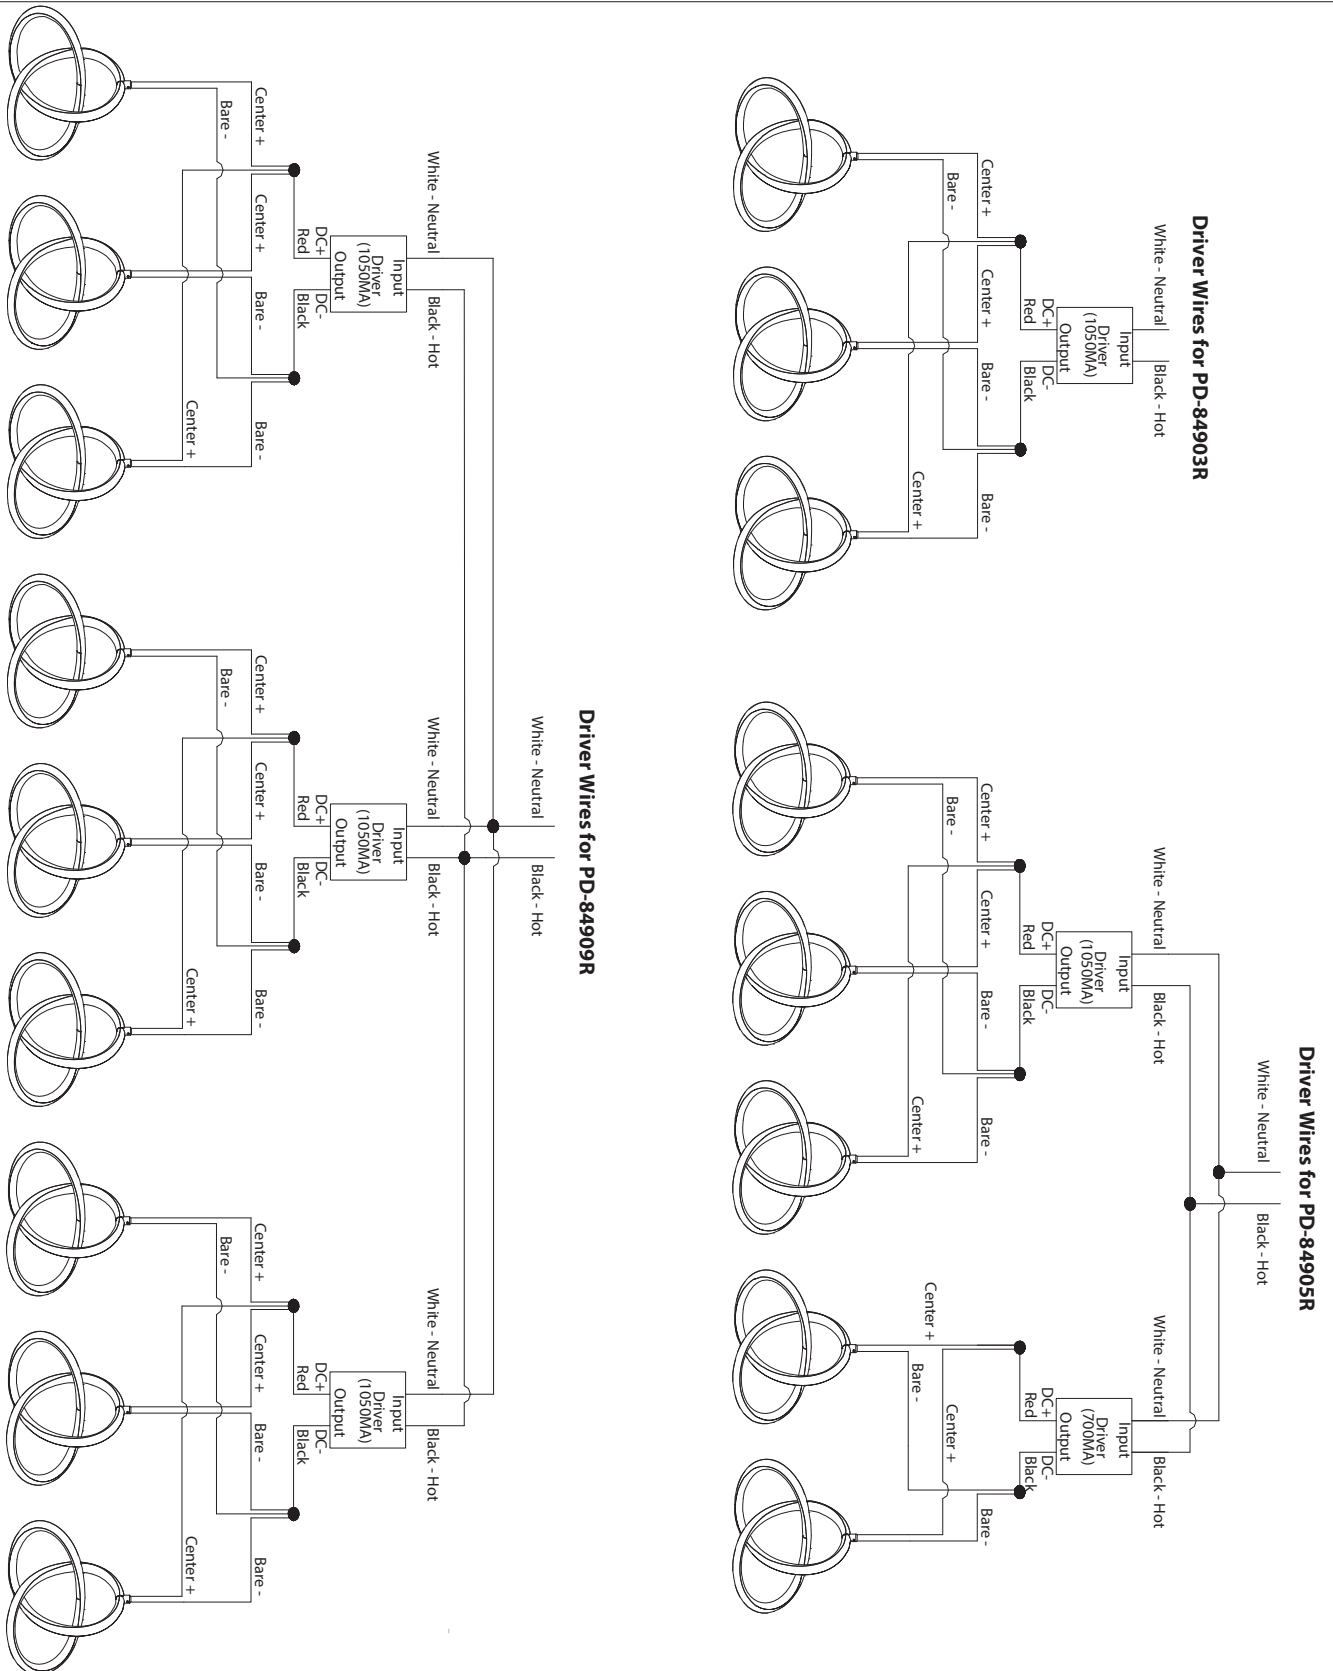 Driver Wires for PD-84903R
White - Neutral
Black - Hot
Input
Driver
(1050MA)
Output
DC+
Red
DC-
Black
Center +
Bare -
Center +
Bare -
Center +
Bare -
Driver Wires for PD-84905R
White - Neutral
Black - Hot
White - Neutral
Black - Hot
Input
Driver
(1050MA)
Output
DC+
Red
DC-
Black
Center +
Bare -
Center +
Bare -
Center +
Bare -
White - Neutral
Black - Hot
Input
Driver
(700MA)
Output
DC+
Red
DC-
Black
Center +
Bare -
Center +
Bare -
Driver Wires for PD-84909R
White - Neutral
Black - Hot
White - Neutral
Black - Hot
Input
Driver
(1050MA)
Output
DC+
Red
DC-
Black
Center +
Bare -
Center +
Bare -
Center +
Bare -
White - Neutral
Black - Hot
Input
Driver
(1050MA)
Output
DC+
Red
DC-
Black
Center +
Bare -
Center +
Bare -
Center +
Bare -
White - Neutral
Black - Hot
Input
Driver
(1050MA)
Output
DC+
Red
DC-
Black
Center +
Bare -
Center +
Bare -
Center +
Bare -